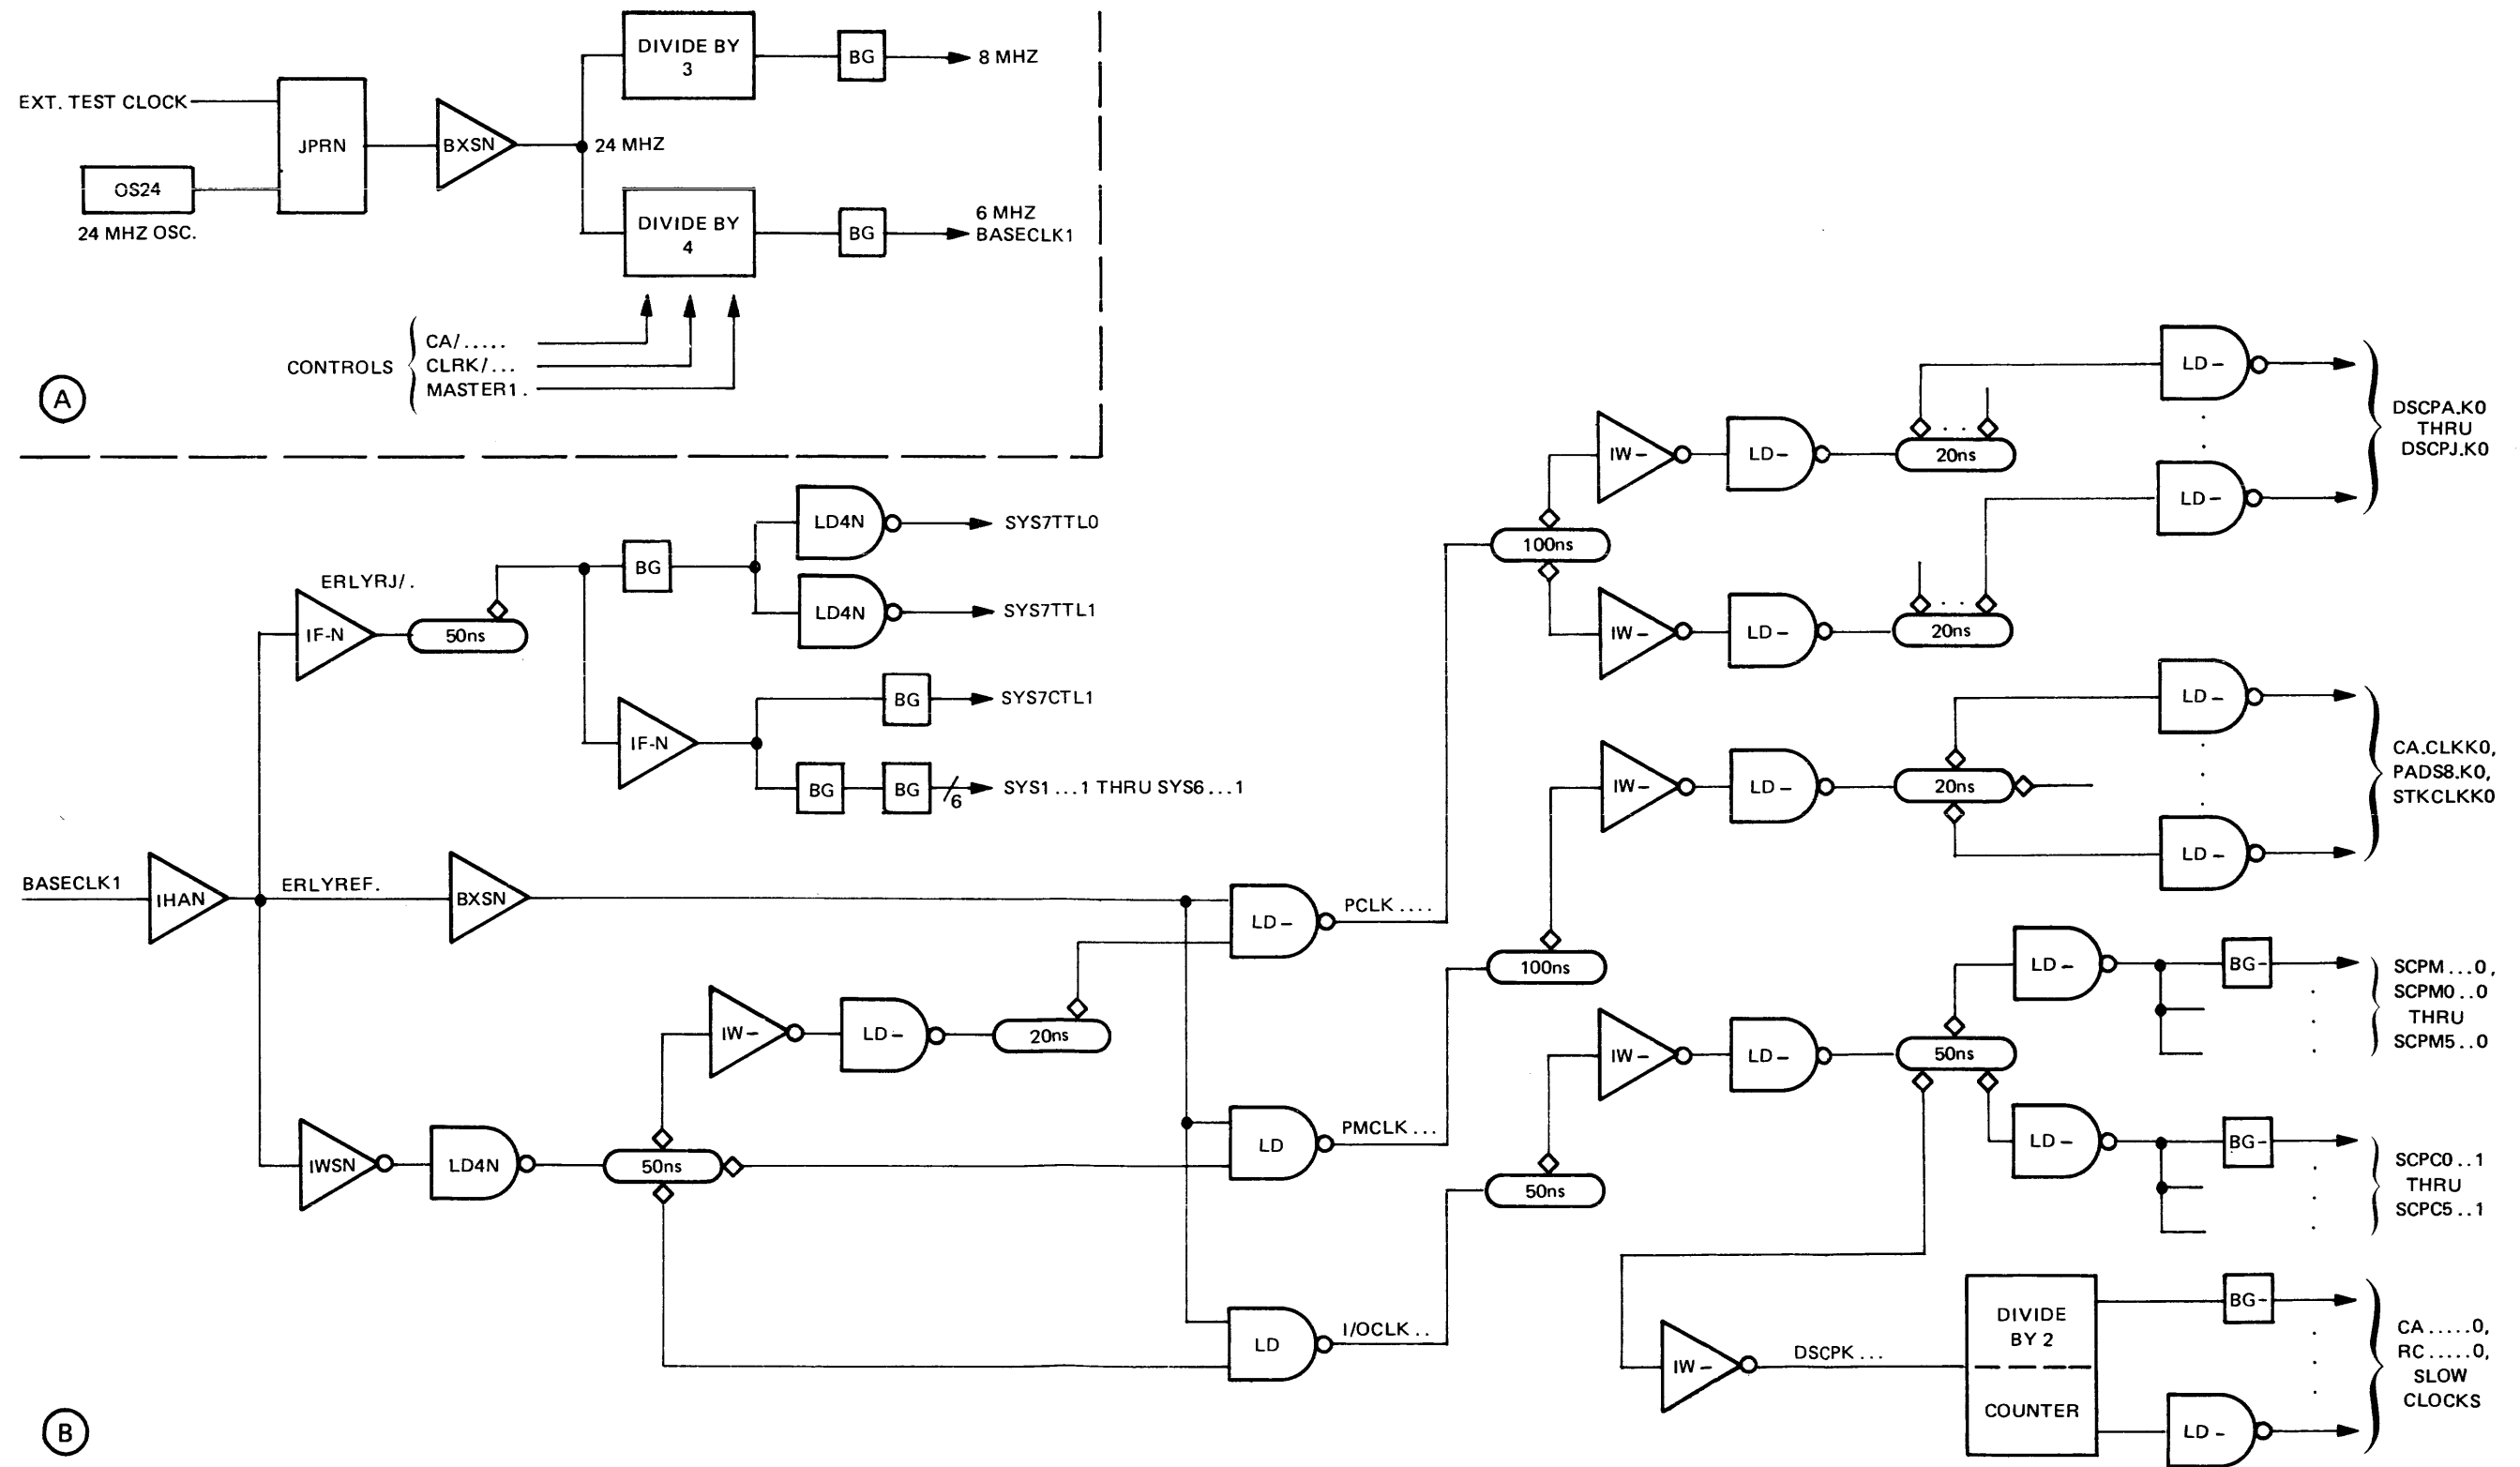 DIVIDE BY
3
BG
8 MHZ
EXT. TEST CLOCK
JPRN
BXSN
24 MHZ
OS24
24 MHZ OSC.
DIVIDE BY
4
BG
6 MHZ
BASECLK1
CONTROLS
CA/.....
CLRK/...
MASTER1.
A
LD-
DSCPA.K0
THRU
DSCPJ.K0
IW-
LD-
20ns
LD-
100ns
LD4N
SYS7TTL0
BG
ERLYRJ/.
LD4N
SYS7TTL1
IF-N
50ns
IW-
LD-
20ns
BG
SYS7CTL1
IF-N
BG
BG
6
SYS1...1 THRU SYS6...1
LD-
IW-
LD-
20ns
CA.CLKK0,
PADS8.K0,
STKCLKK0
LD-
BASECLK1
IHAN
ERLYREF.
BXSN
LD-
PCLK ....
100ns
LD-
BG-
SCPM...0,
SCPM0..0
THRU
SCPM5..0
IW-
LD-
20ns
IW-
LD-
50ns
IWSN
LD4N
50ns
LD
PMCLK ...
50ns
LD-
BG-
SCPC0..1
THRU
SCPC5..1
LD
I/OCLK ..
IW-
DSCPK ...
DIVIDE
BY 2
COUNTER
BG-
LD-
CA.....0,
RC.....0,
SLOW
CLOCKS
B